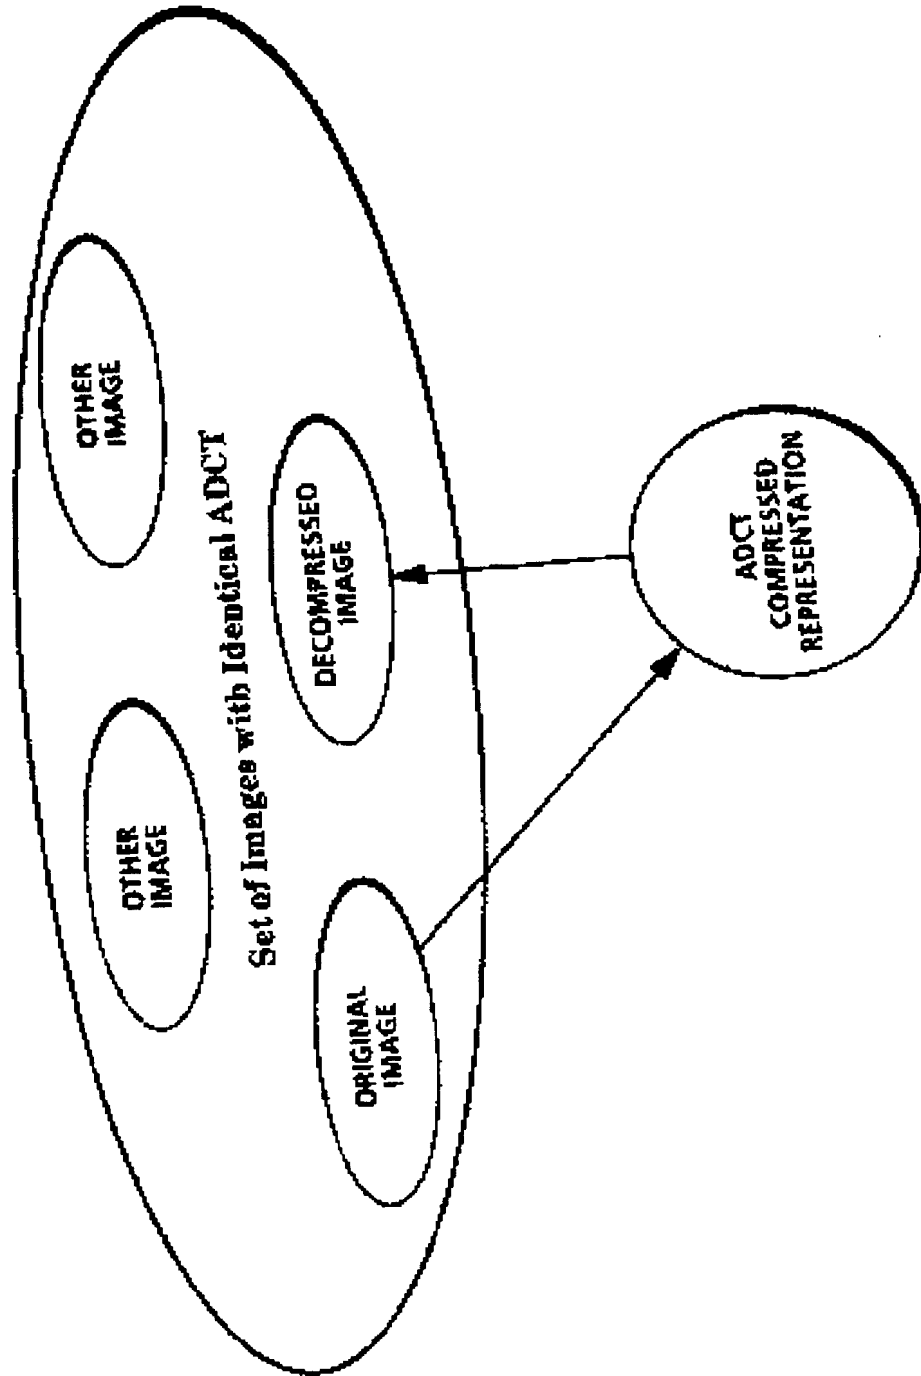 OTHER
IMAGE
OTHER
IMAGE
Set of Images with Identical ADCT
ORIGINAL
IMAGE
DECOMPRESSED
IMAGE
ADCT
COMPRESSED
REPRESENTATION